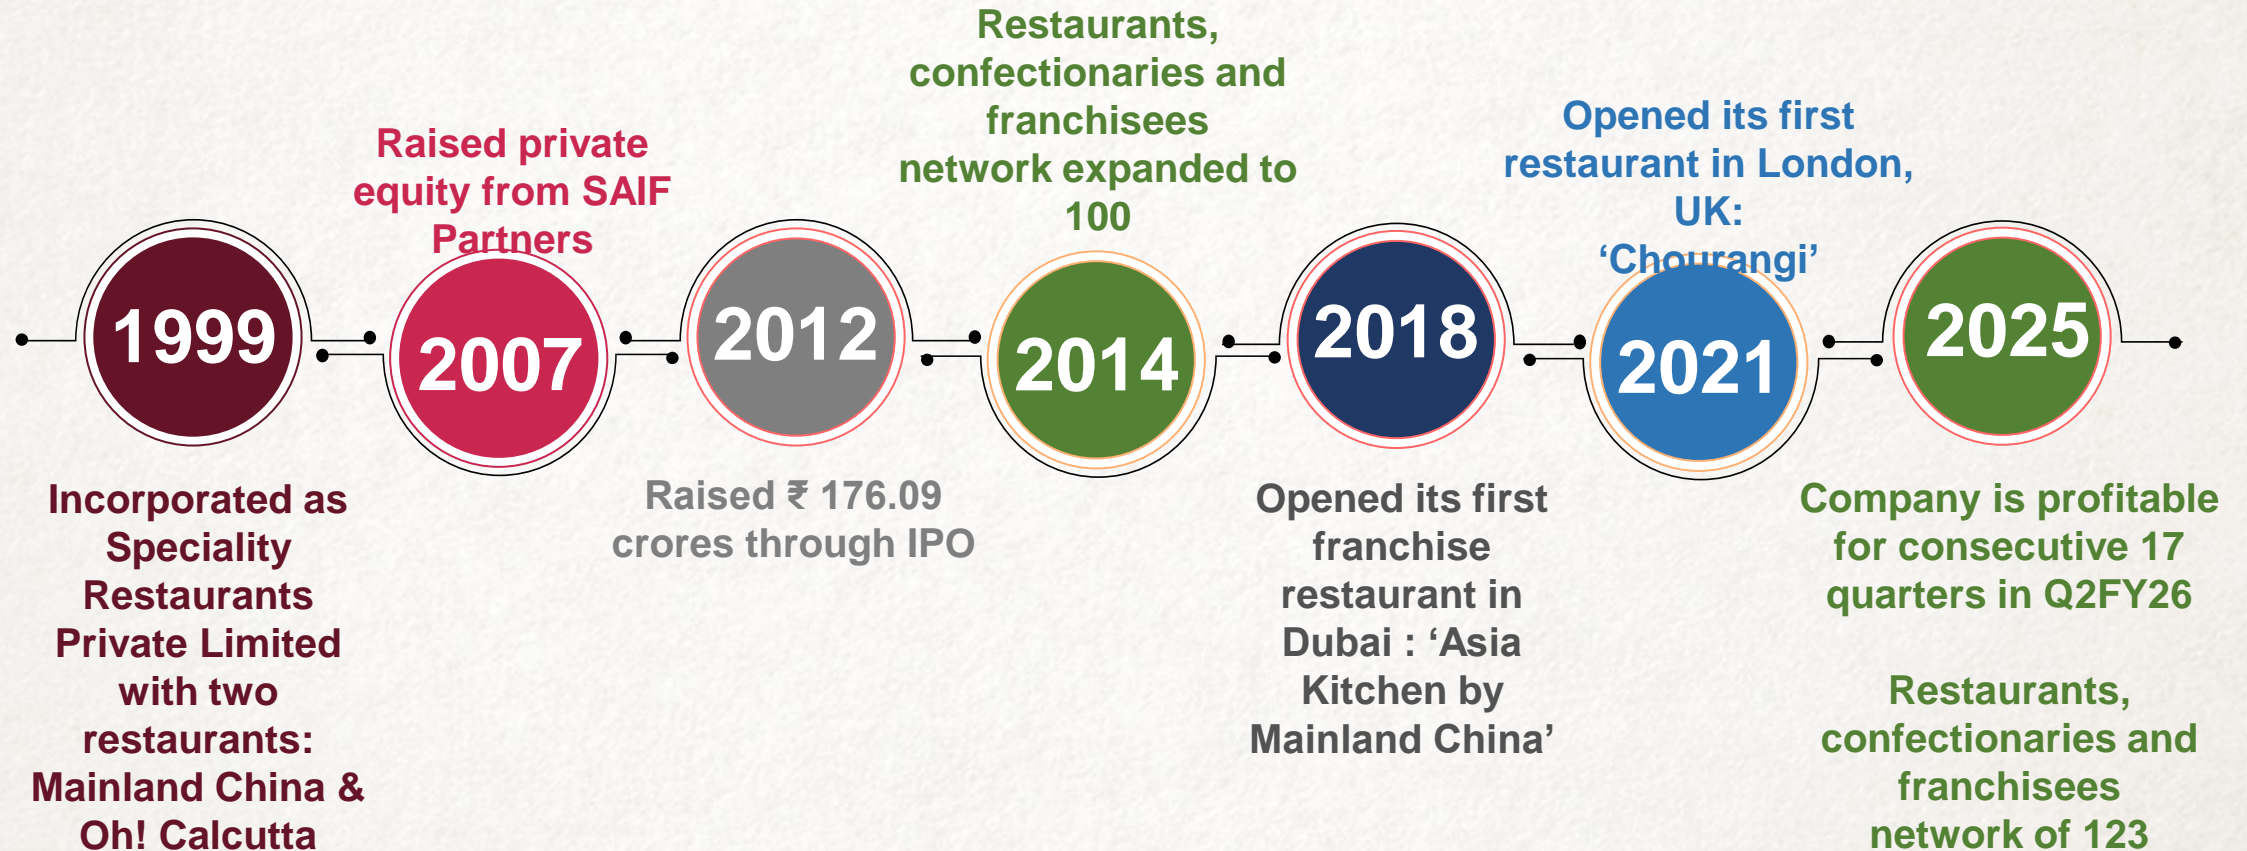 1999
Incorporated as
Speciality
Restaurants
Private Limited
with two
restaurants:
Mainland China &
Oh! Calcutta
Raised private
equity from SAIF
Partners
2007
2012
Raised ₹ 176.09
crores through IPO
Restaurants,
confectionaries and
franchisees
network expanded to
100
2014
2018
Opened its first
franchise
restaurant in
Dubai : ‘Asia
Kitchen by
Mainland China’
Opened its first
restaurant in London,
UK:
‘Chourangi’
2021
2025
Company is profitable
for consecutive 17
quarters in Q2FY26
Restaurants,
confectionaries and
franchisees
network of 123